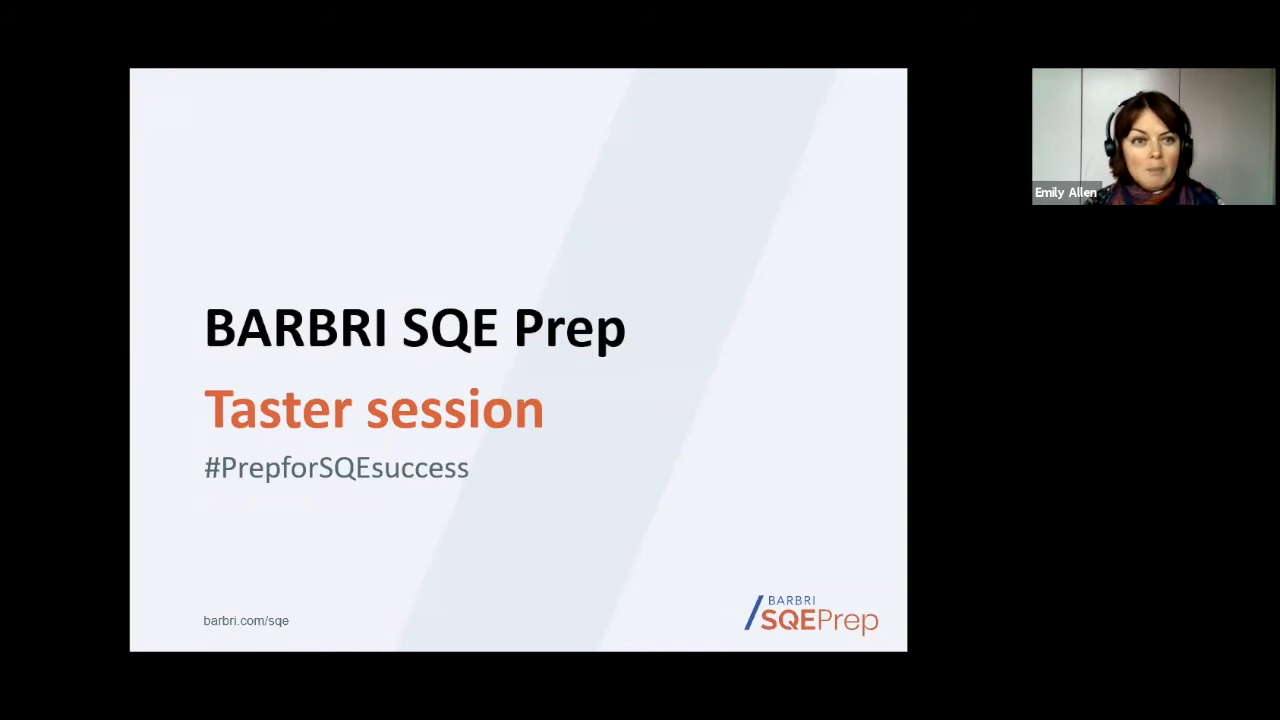 BARBRI SQE Prep
Taster session
#PrepforSQEsuccess
barbri.com/sqe
BARBRI
SQEPrep
Emily Allen